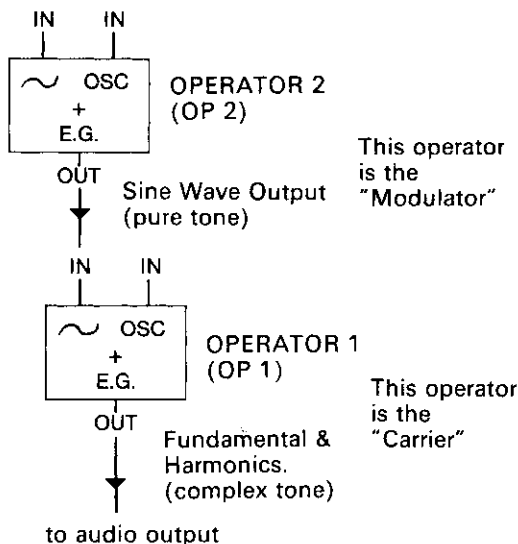 IN IN
OSC
+
E.G.
OUT
OPERATOR 2
(OP 2)
This operator
is the
"Modulator"
Sine Wave Output
(pure tone)
IN IN
OSC
+
E.G.
OUT
OPERATOR 1
(OP 1)
This operator
is the
"Carrier"
Fundamental &
Harmonics.
(complex tone)
to audio output